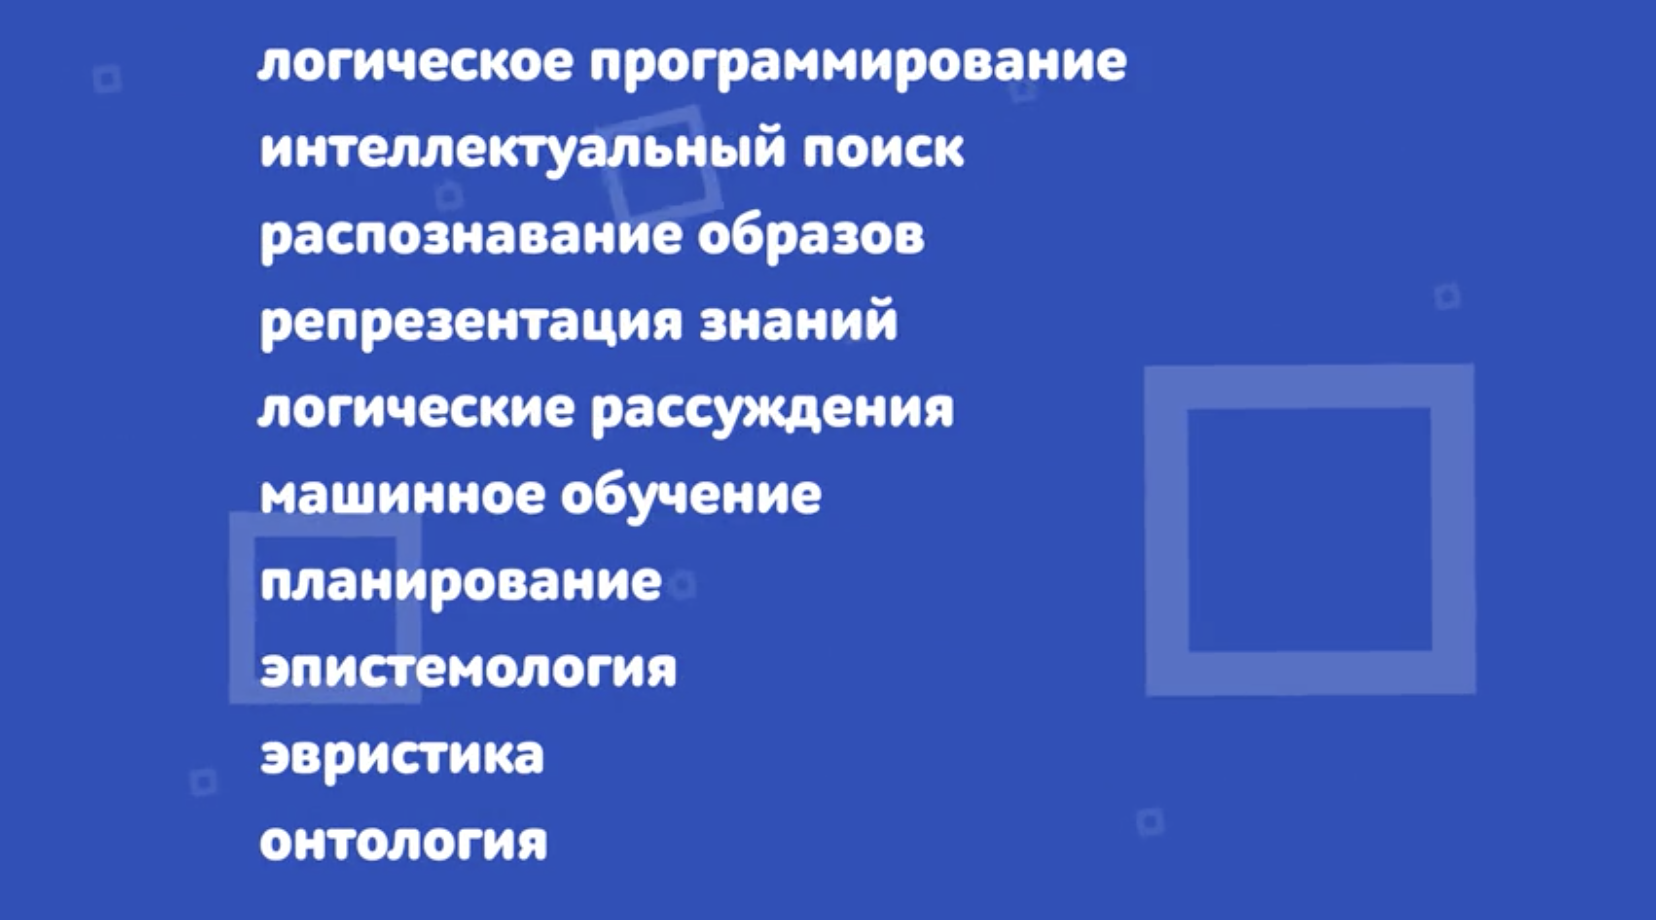 логическое программирование
интеллектуальный поиск
распознавание образов
репрезентация знаний
логические рассуждения
машинное обучение
планирование
эпистемология
эвристика
онтология